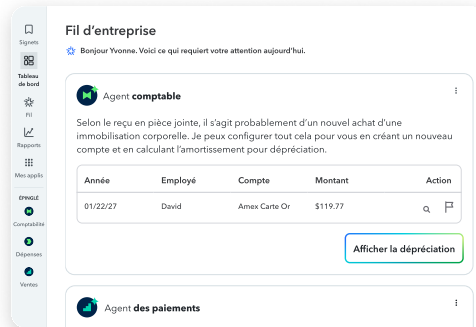 Fil d'entreprise
Bonjour Yvonne. Voici ce qui requiert votre attention aujourd'hui.
Signets
Tableau
de bord
Fil
Rapports
Mes applis
ÉPINGLÉ
Comptabilité
Dépenses
Ventes
Agent comptable
Selon le reçu en pièce jointe, il s'agit probablement d'un nouvel achat d'une
immobilisation corporelle. Je peux configurer tout cela pour vous en créant un nouveau
compte et en calculant l'amortissement pour dépréciation.
Année Employé Compte Montant Action
01/22/27 David Amex Carte Or $119.77
Afficher la dépréciation
Agent des paiements